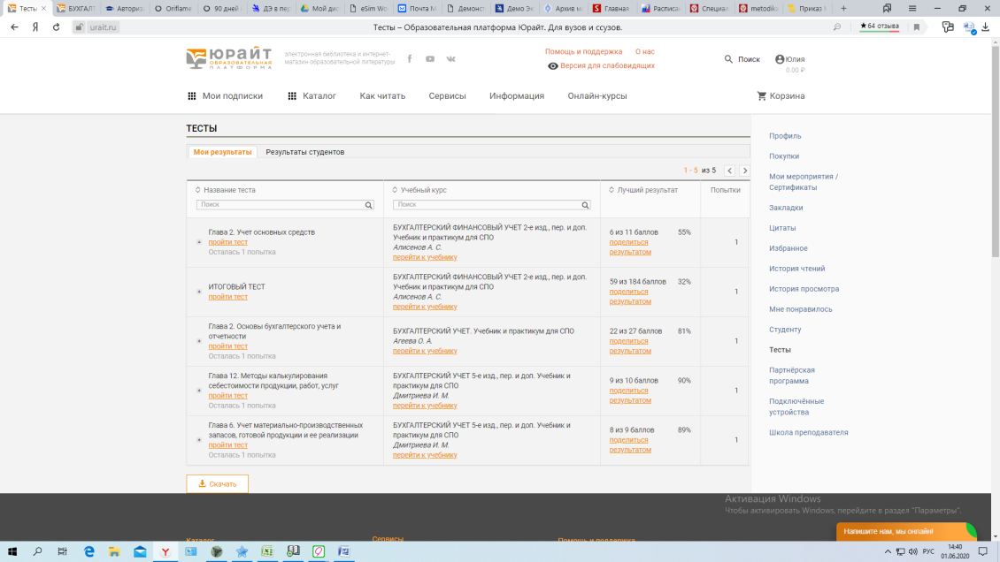 Тесты
БУХГАЛТ
Авториз
Oriflame
90 дней
ДЭ в пер
Мой дис
eSim Wo
Почта М
Демонст
Демо Эк
Архив м
Главная
Расписан
Специал
metodiko
Приказ
urait.ru
Тесты – Образовательная платформа Юрайт. Для вузов и ссузов.
★ 64 отзыва
юрайт
ОБРАЗОВАТЕЛЬНАЯ
ПЛАТФОРМА
электронная библиотека и интернет-
магазин образовательной литературы
Помощь и поддержка
О нас
Версия для слабовидящих
Поиск
Юлия
0.00 ₽
Мои подписки
Каталог
Как читать
Сервисы
Информация
Онлайн-курсы
Корзина
ТЕСТЫ
Мои результаты
Результаты студентов
1 - 5 из 5
Название теста
Учебный курс
Лучший результат
Попытки
Поиск
Поиск
Глава 2. Учет основных средств
пройти тест
Осталась 1 попытка
БУХГАЛТЕРСКИЙ ФИНАНСОВЫЙ УЧЕТ 2-е изд., пер. и доп.
Учебник и практикум для СПО
Алисенов А. С.
перейти к учебнику
6 из 11 баллов 55%
поделиться
результатом
1
ИТОГОВЫЙ ТЕСТ
пройти тест
БУХГАЛТЕРСКИЙ ФИНАНСОВЫЙ УЧЕТ 2-е изд., пер. и доп.
Учебник и практикум для СПО
Алисенов А. С.
перейти к учебнику
59 из 184 баллов 32%
поделиться
результатом
1
Глава 2. Основы бухгалтерского учета и
отчетности
пройти тест
Осталась 1 попытка
БУХГАЛТЕРСКИЙ УЧЕТ. Учебник и практикум для СПО
Агеева О. А.
перейти к учебнику
22 из 27 баллов 81%
поделиться
результатом
1
Глава 12. Методы калькулирования
себестоимости продукции, работ, услуг
пройти тест
Осталась 1 попытка
БУХГАЛТЕРСКИЙ УЧЕТ 5-е изд., пер. и доп. Учебник и
практикум для СПО
Дмитриева И. М.
перейти к учебнику
9 из 10 баллов 90%
поделиться
результатом
1
Глава 6. Учет материально-производственных
запасов, готовой продукции и ее реализации
пройти тест
Осталась 1 попытка
БУХГАЛТЕРСКИЙ УЧЕТ 5-е изд., пер. и доп. Учебник и
практикум для СПО
Дмитриева И. М.
перейти к учебнику
8 из 9 баллов 89%
поделиться
результатом
1
Скачать
Профиль
Покупки
Мои мероприятия /
Сертификаты
Закладки
Цитаты
Избранное
История чтений
История просмотра
Мне понравилось
Студенту
Тесты
Партнёрская
программа
Подключённые
устройства
Школа преподавателя
Активация Windows
Чтобы активировать Windows, перейдите в раздел "Параметры".
Каталог
Сервисы
Помощь и поддержка
Напишите нам, мы онлайн!
РУС
14:40
01.06.2020